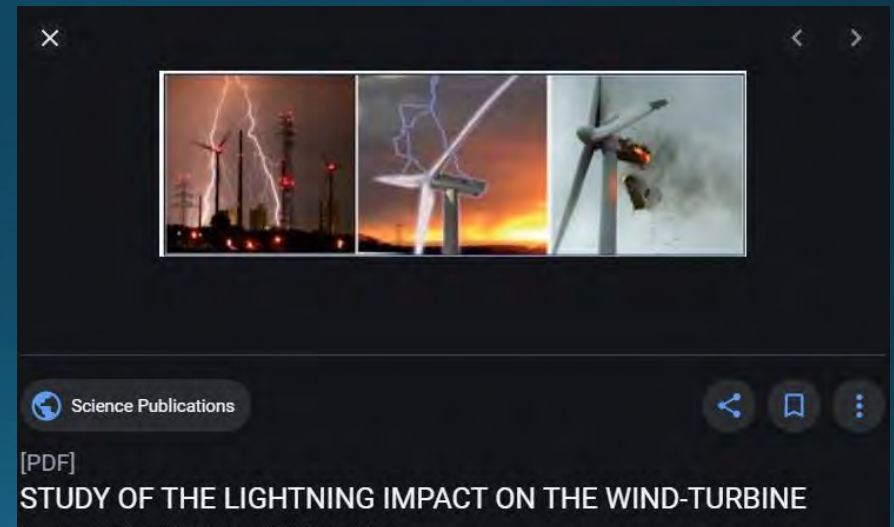 Science Publications
[PDF]
STUDY OF THE LIGHTNING IMPACT ON THE WIND-TURBINE